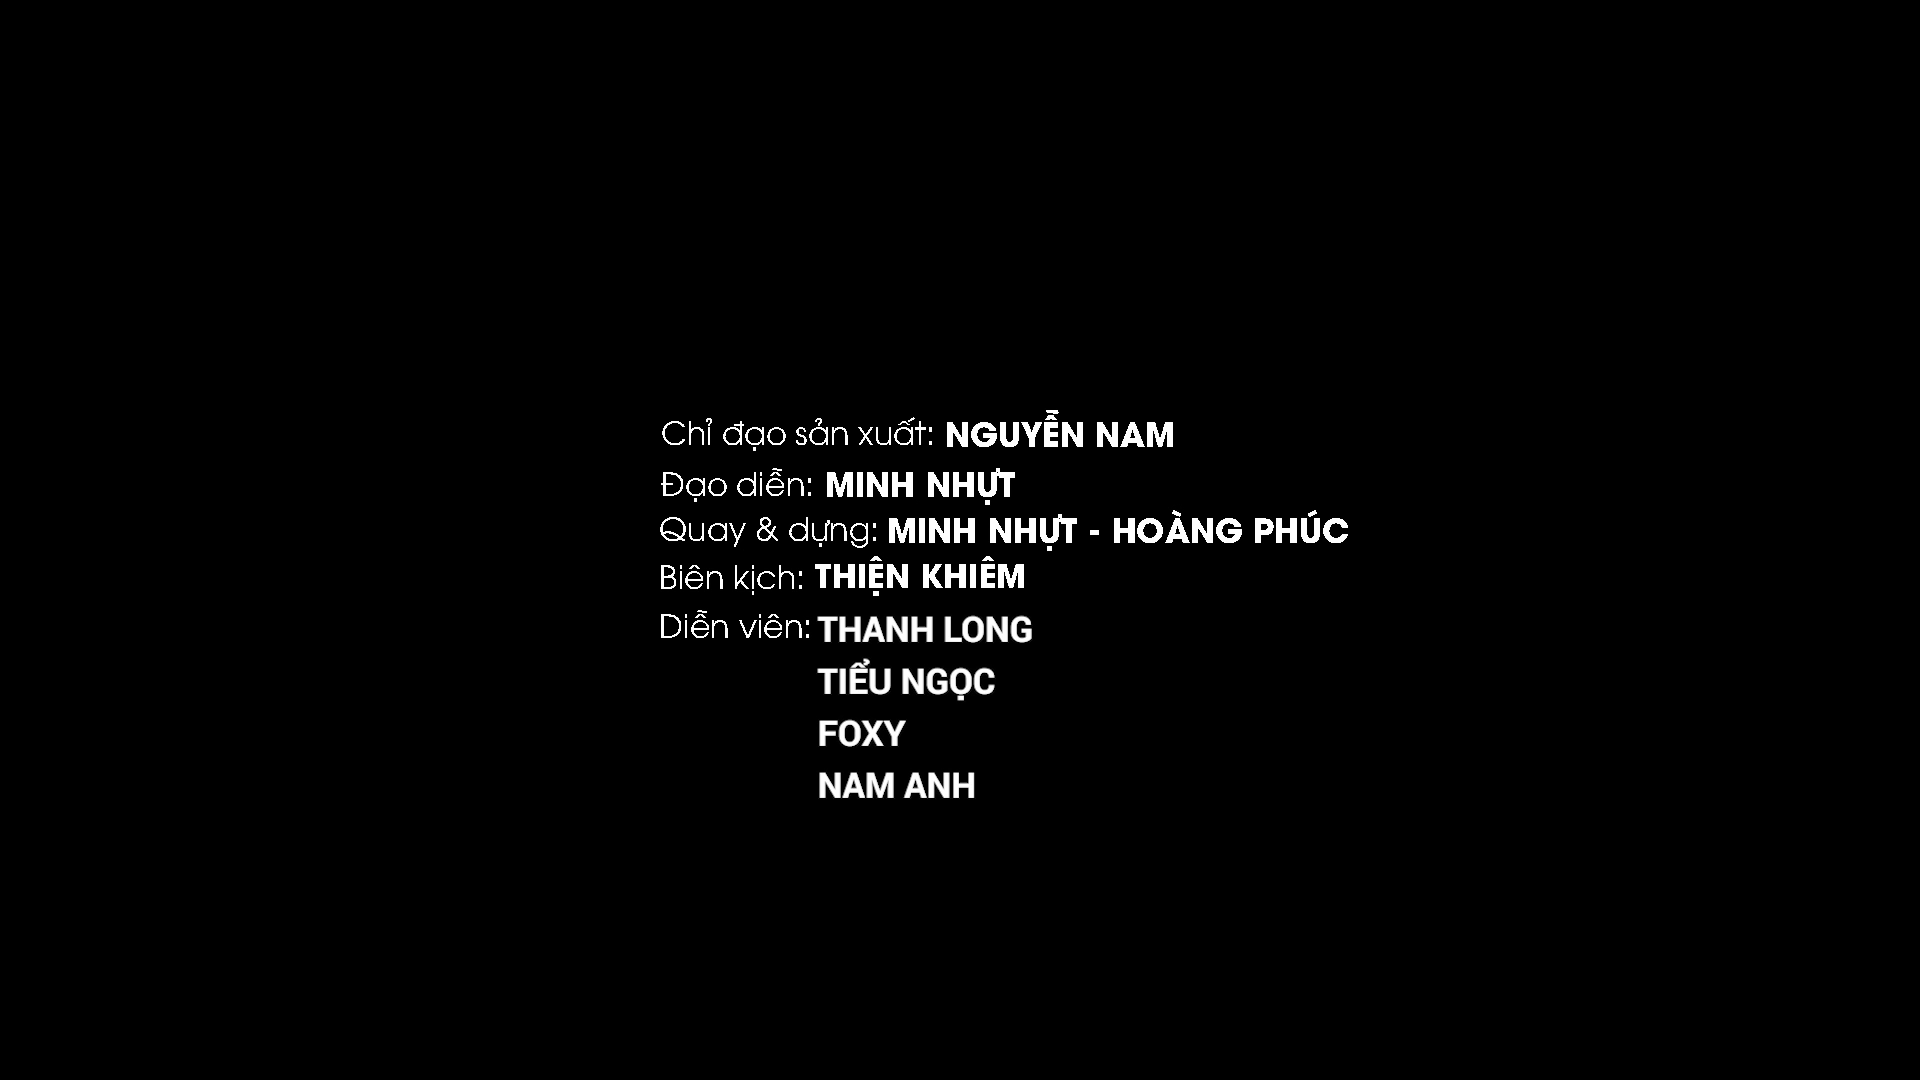 Chỉ đạo sản xuất: NGUYỄN NAM
Đạo diễn: MINH NHỰT
Quay & dựng: MINH NHỰT - HOÀNG PHÚC
Biên kịch: THIỆN KHIÊM
Diễn viên: THANH LONG
TIỂU NGỌC
FOXY
NAM ANH